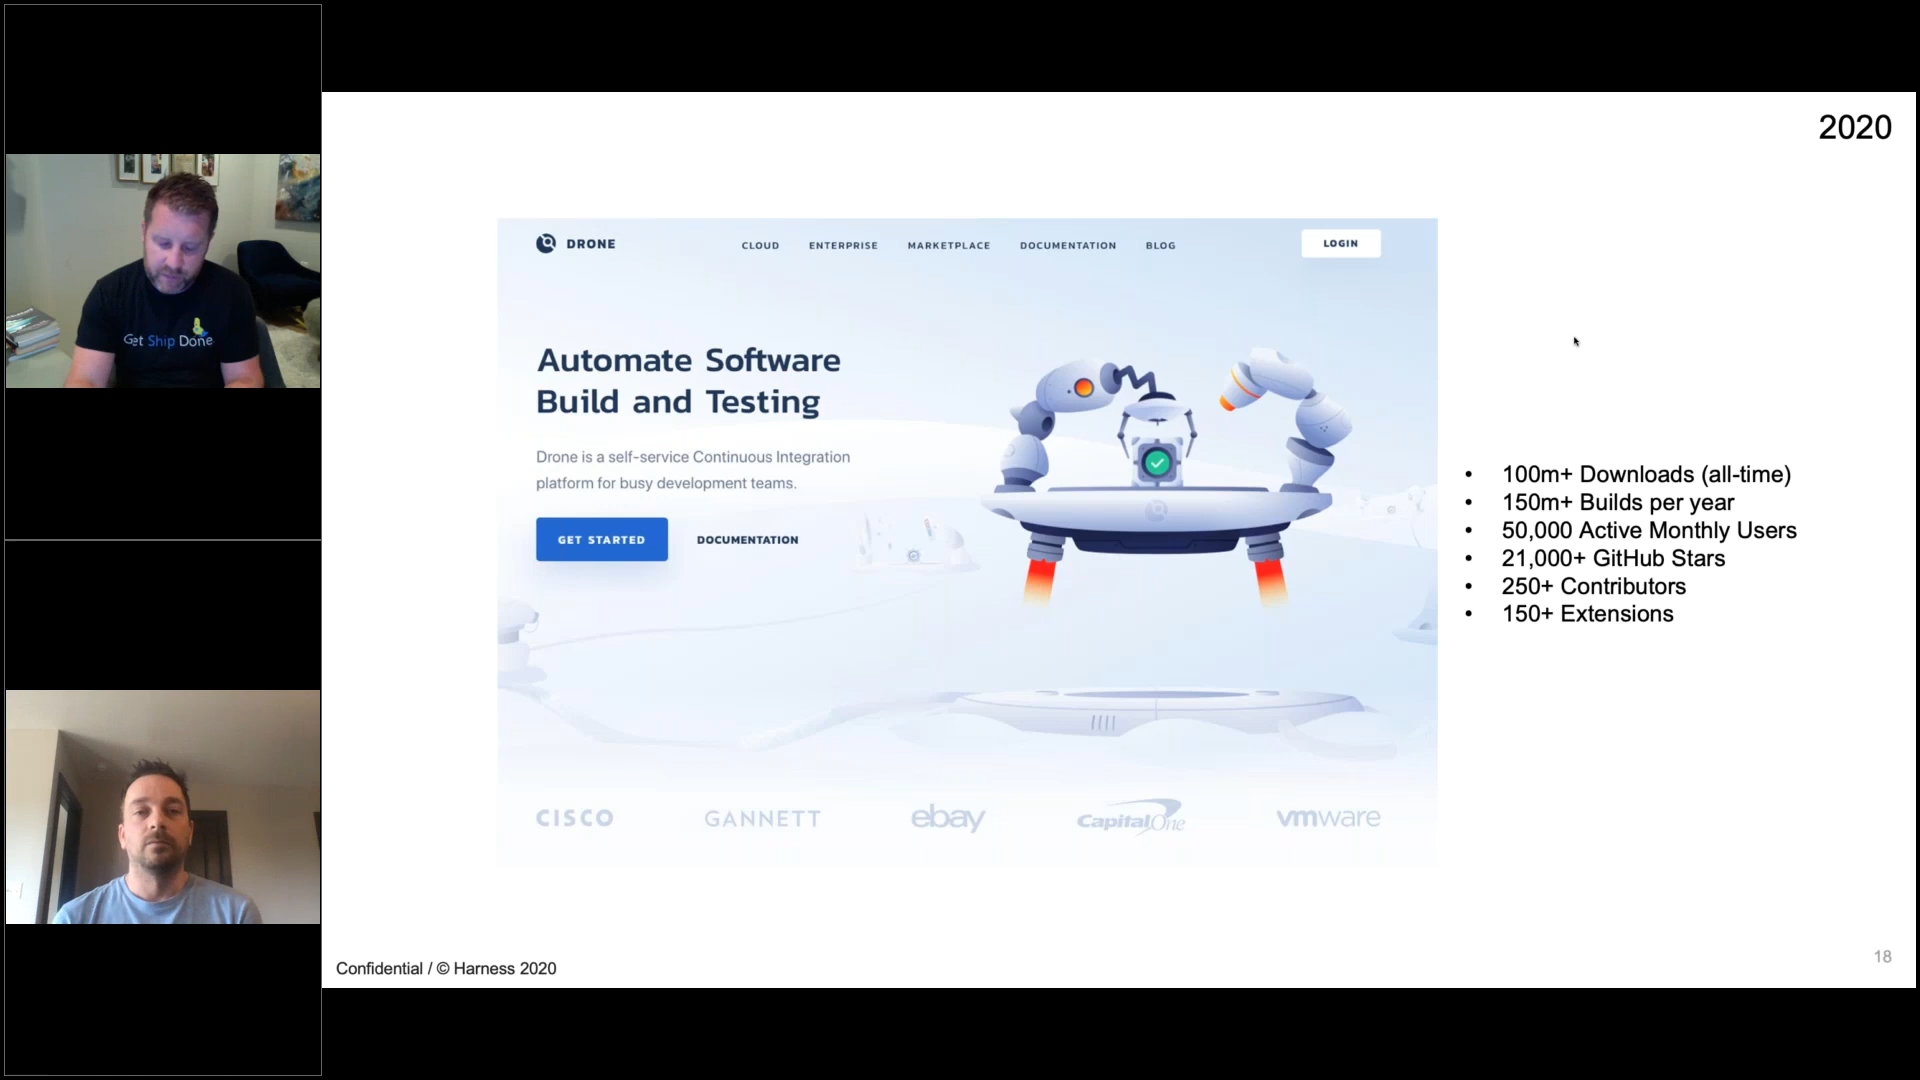 Get Ship Done
2020
DRONE
CLOUD ENTERPRISE MARKETPLACE DOCUMENTATION BLOG
LOGIN
Automate Software
Build and Testing
Drone is a self-service Continuous Integration
platform for busy development teams.
GET STARTED
DOCUMENTATION
CISCO GANNETT ebay CapitalOne vmware
• 100m+ Downloads (all-time)
• 150m+ Builds per year
• 50,000 Active Monthly Users
• 21,000+ GitHub Stars
• 250+ Contributors
• 150+ Extensions
Confidential / © Harness 2020
18